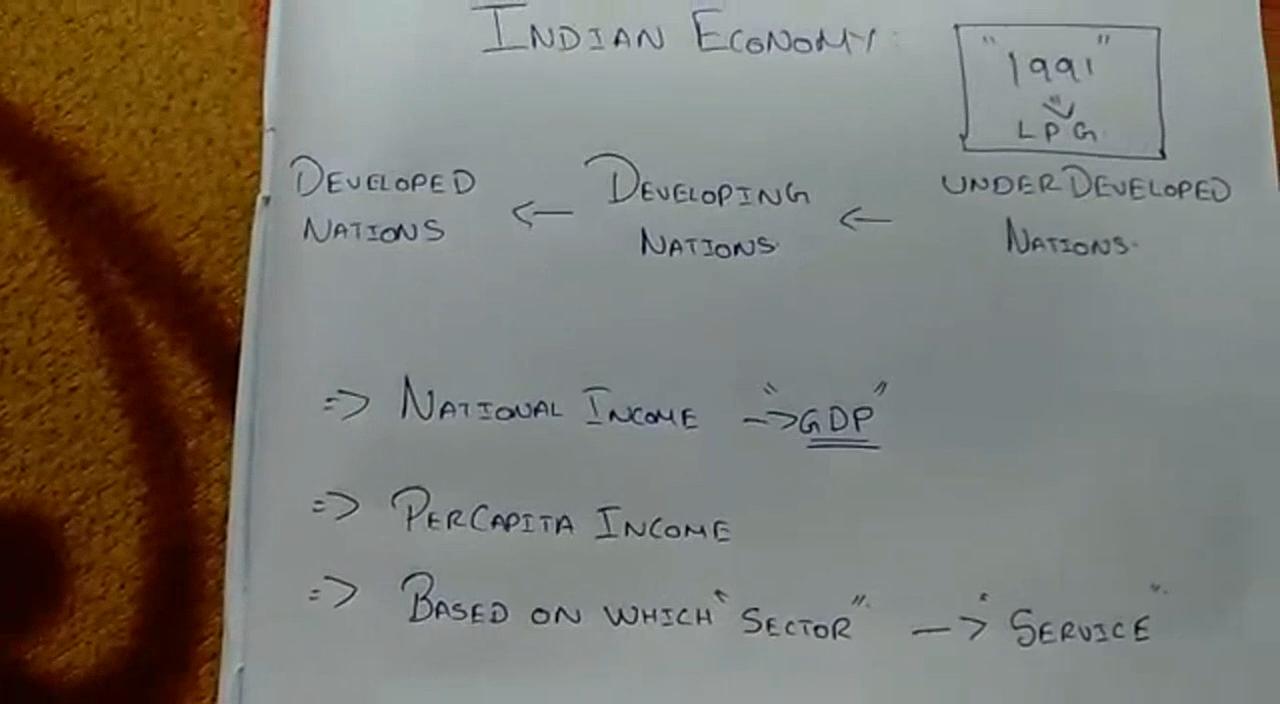 INDIAN ECONOMY:
"1991"
LPG
DEVELOPED NATIONS ← DEVELOPING NATIONS. ← UNDERDEVELOPED NATIONS.
=> NATIONAL INCOME -> "GDP"
=> PERCAPITA INCOME
=> BASED ON WHICH "SECTOR". -> "SERVICE".